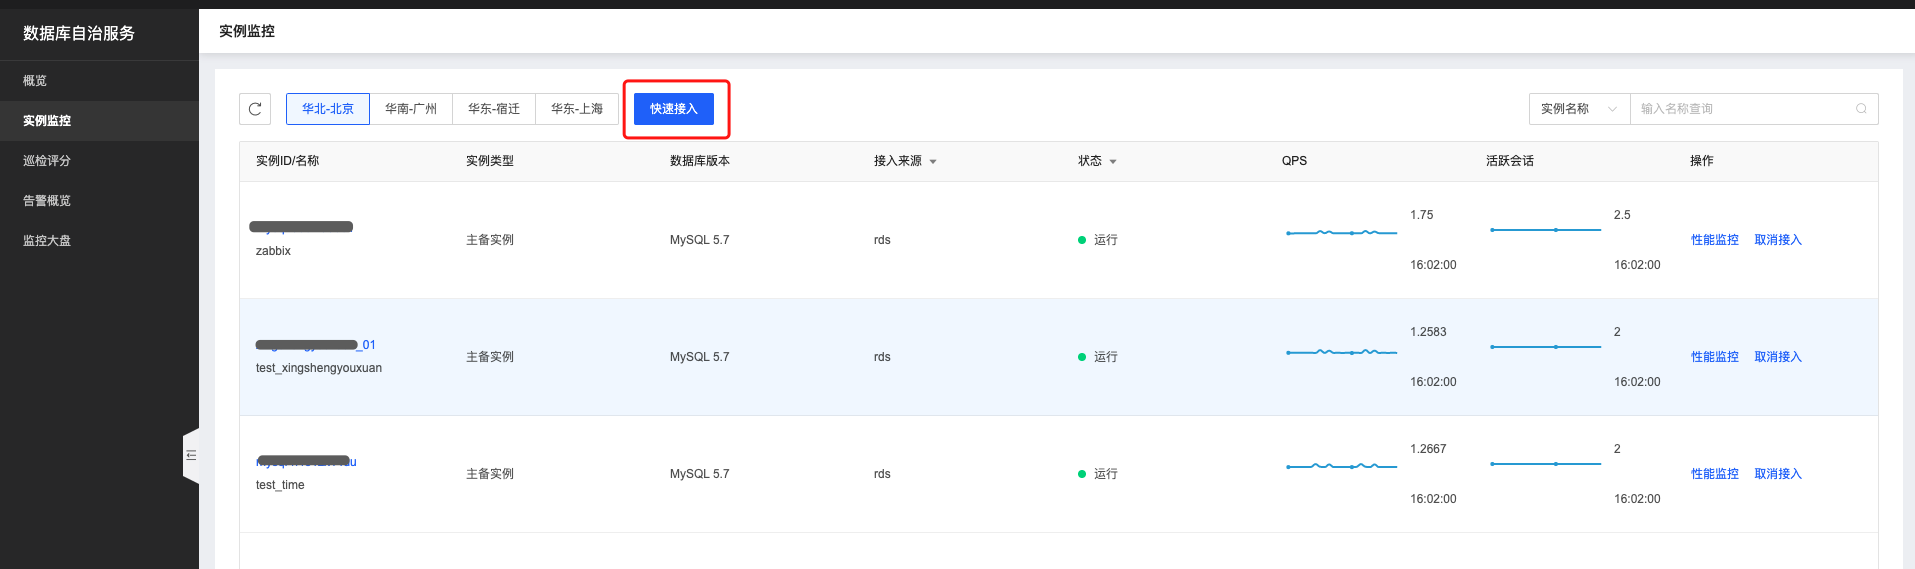 数据库自治服务
概览
实例监控
巡检评分
告警概览
监控大盘
实例监控
华北-北京 华南-广州 华东-宿迁 华东-上海 快速接入 实例名称 输入名称查询
实例ID/名称 实例类型 数据库版本 接入来源 状态 QPS 活跃会话 操作
zabbix 主备实例 MySQL 5.7 rds 运行 1.75 16:02:00 2.5 16:02:00 性能监控 取消接入
_01
test_xingshengyouxuan 主备实例 MySQL 5.7 rds 运行 1.2583 16:02:00 2 16:02:00 性能监控 取消接入
test_time 主备实例 MySQL 5.7 rds 运行 1.2667 16:02:00 2 16:02:00 性能监控 取消接入